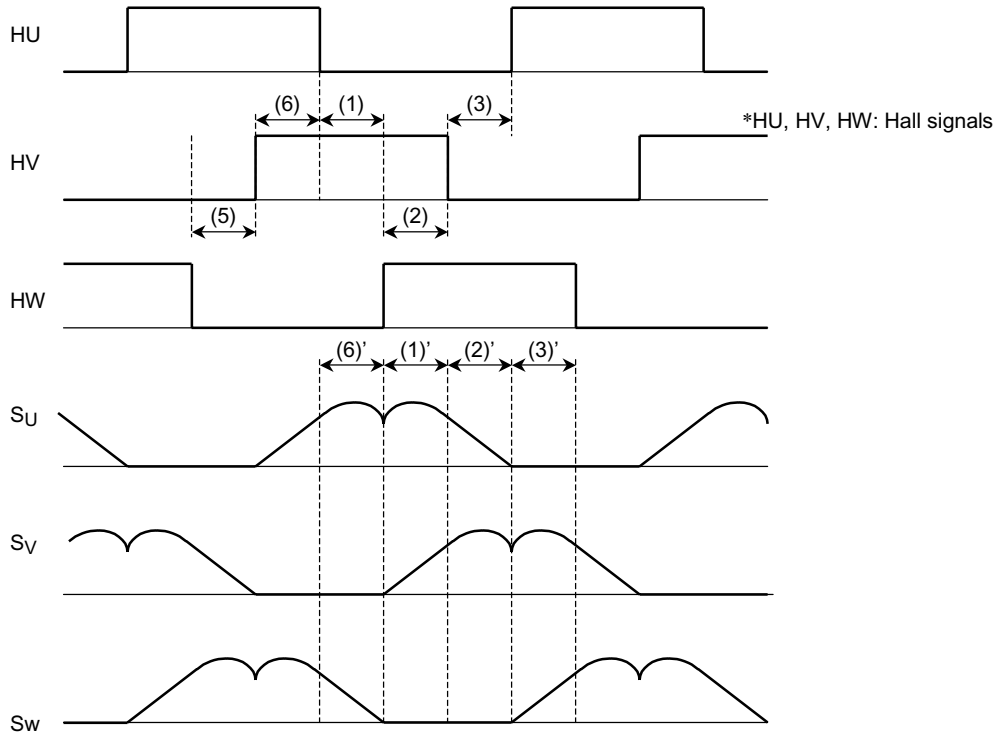 HU
(6) (1) (3)
*HU, HV, HW: Hall signals
HV
(5) (2)
HW
(6)’ (1)’ (2)’ (3)’
SU
SV
SW